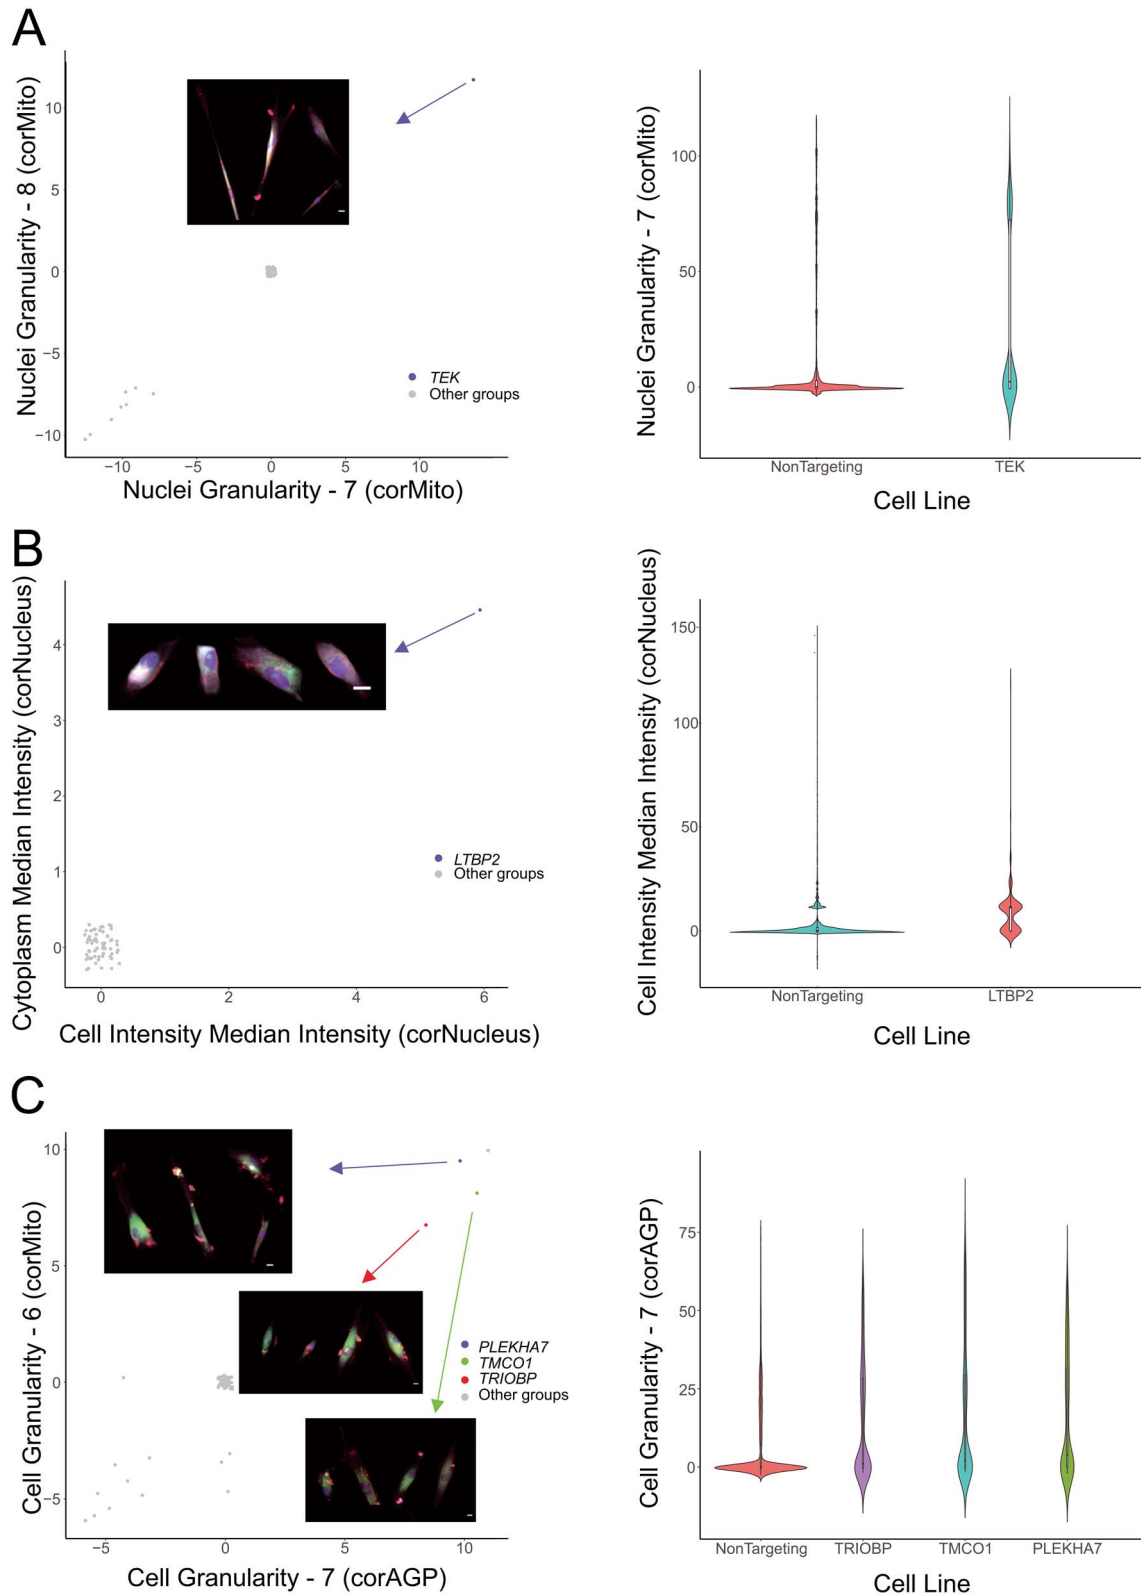 A
Nuclei Granularity - 8 (corMito)
10
5
0
−5
−10
TEK
Other groups
−10
−5
0
5
10
Nuclei Granularity - 7 (corMito)
Nuclei Granularity - 7 (corMito)
100
50
0
NonTargeting
TEK
Cell Line
B
Cytoplasm Median Intensity (corNucleus)
4
3
2
1
0
LTBP2
Other groups
0
2
4
6
Cell Intensity Median Intensity (corNucleus)
Cell Intensity Median Intensity (corNucleus)
150
100
50
0
NonTargeting
LTBP2
Cell Line
C
Cell Granularity - 6 (corMito)
10
5
0
−5
PLEKHA7
TMCO1
TRIOBP
Other groups
−5
0
5
10
Cell Granularity - 7 (corAGP)
Cell Granularity - 7 (corAGP)
75
50
25
0
NonTargeting
TRIOBP
TMCO1
PLEKHA7
Cell Line